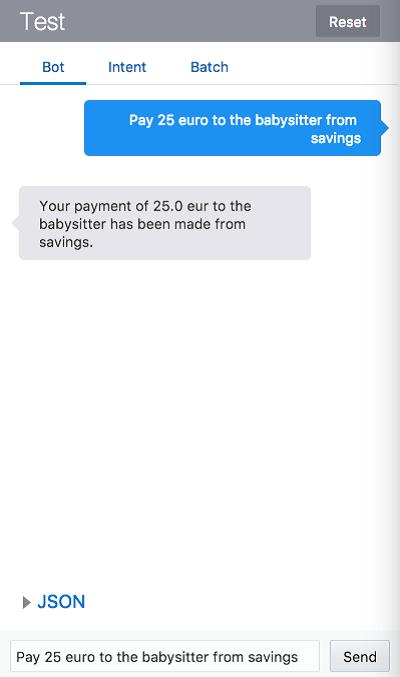 Test
Reset
Bot
Intent
Batch
Pay 25 euro to the babysitter from
savings
Your payment of 25.0 eur to the
babysitter has been made from
savings.
JSON
Pay 25 euro to the babysitter from savings
Send